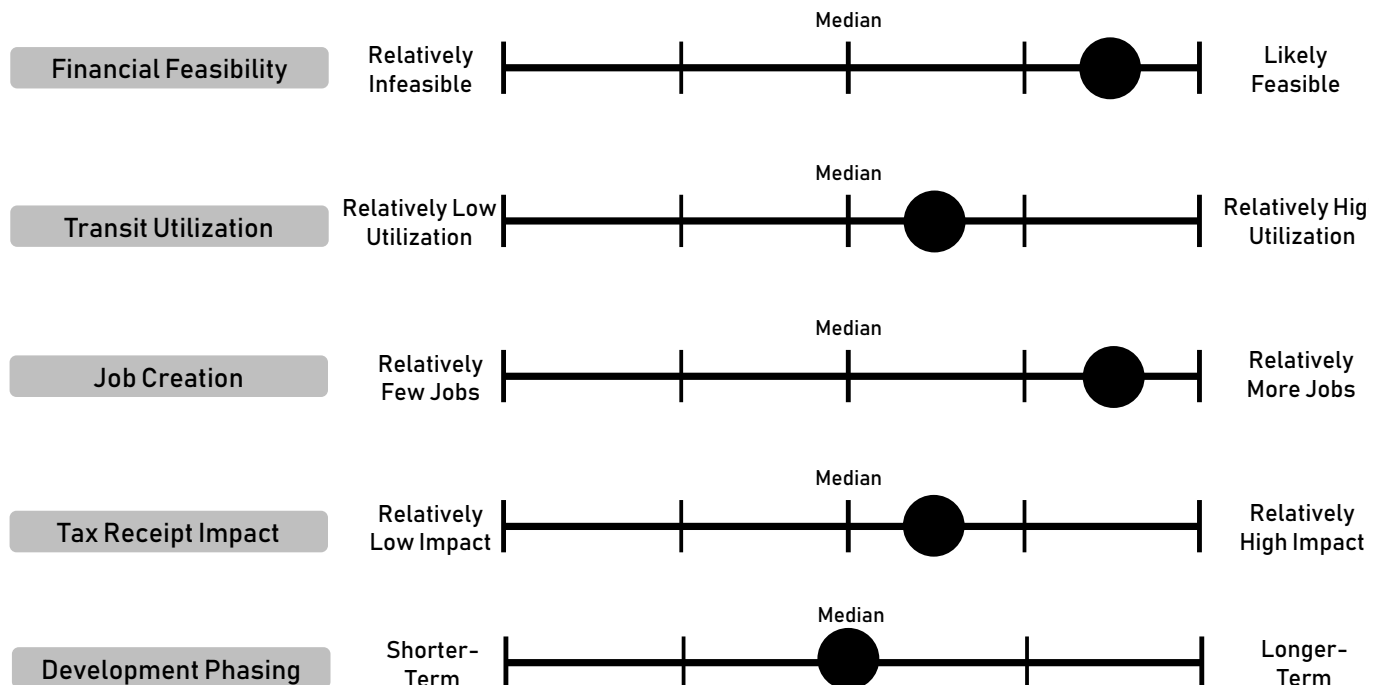 Median
Financial Feasibility
Relatively
Infeasible
Likely
Feasible
Median
Transit Utilization
Relatively Low
Utilization
Relatively Hig
Utilization
Median
Job Creation
Relatively
Few Jobs
Relatively
More Jobs
Median
Tax Receipt Impact
Relatively
Low Impact
Relatively
High Impact
Median
Development Phasing
Shorter-
Term
Longer-
Term